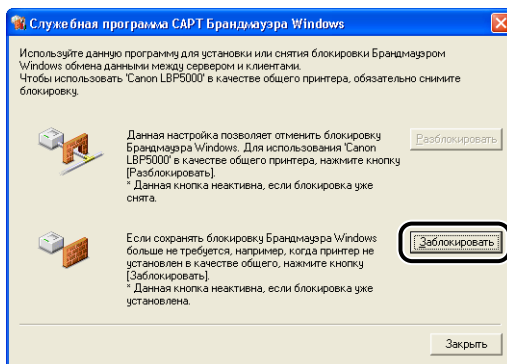 Служебная программа CAPT Брандмауэра Windows
Используйте данную программу для установки или снятия блокировки Брандмауэром
Windows обмена данными между сервером и клиентами.
Чтобы использовать 'Canon LBP5000' в качестве общего принтера, обязательно снимите
блокировку.
Данная настройка позволяет отменить блокировку
Брандмауэра Windows. Для использования 'Canon
LBP5000' в качестве общего принтера, нажмите кнопку
[Разблокировать].
* Данная кнопка неактивна, если блокировка уже
снята.
Разблокировать
Если сохранять блокировку Брандмауэра Windows
больше не требуется, например, когда принтер не
установлен в качестве общего, нажмите кнопку
[Заблокировать].
* Данная кнопка неактивна, если блокировка уже
установлена.
Заблокировать
Закрыть